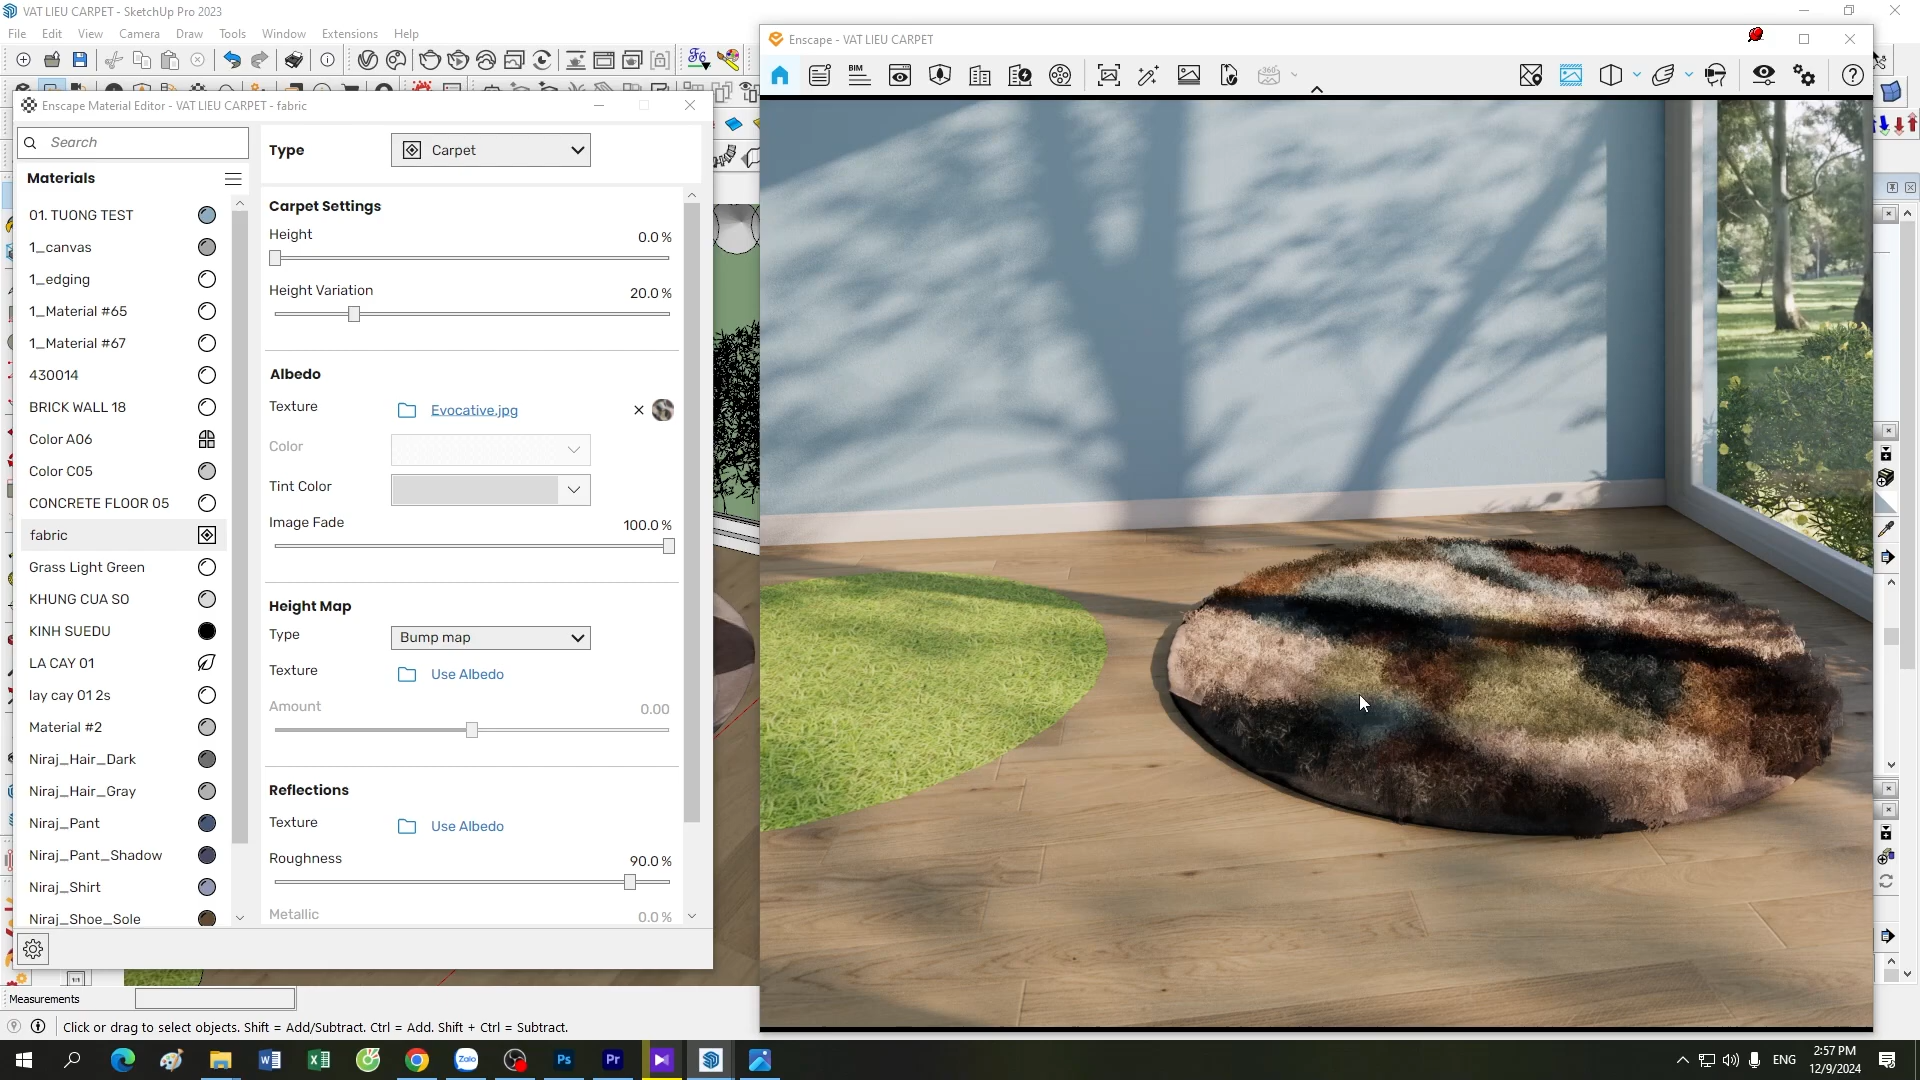 VAT LIEU CARPET - SketchUp Pro 2023
File Edit View Camera Draw Tools Window Extensions Help
Enscape - VAT LIEU CARPET
BIM
360°
Enscape Material Editor - VAT LIEU CARPET - fabric
Search
Materials
01. TUONG TEST
1_canvas
1_edging
1_Material #65
1_Material #67
430014
BRICK WALL 18
Color A06
Color C05
CONCRETE FLOOR 05
fabric
Grass Light Green
KHUNG CUA SO
KINH SUEDU
LA CAY 01
lay cay 01 2s
Material #2
Niraj_Hair_Dark
Niraj_Hair_Gray
Niraj_Pant
Niraj_Pant_Shadow
Niraj_Shirt
Niraj_Shoe_Sole
Type Carpet
Carpet Settings
Height 0.0 %
Height Variation 20.0 %
Albedo
Texture Evocative.jpg
Color
Tint Color
Image Fade 100.0 %
Height Map
Type Bump map
Texture Use Albedo
Amount 0.00
Reflections
Texture Use Albedo
Roughness 90.0 %
Metallic 0.0 %
Measurements
Click or drag to select objects. Shift = Add/Subtract. Ctrl = Add. Shift + Ctrl = Subtract.
Zalo
Ps
Pr
ENG
2:57 PM
12/9/2024